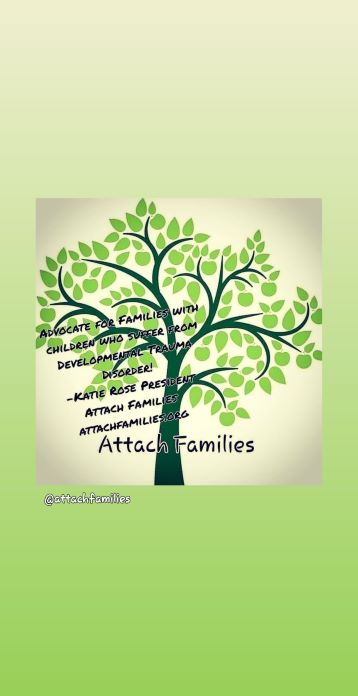 Advocate for Families with
children who suffer from
Developmental Trauma
Disorder!
-Katie Rose President
Attach Families
attachfamilies.org
Attach Families
@attachfamilies